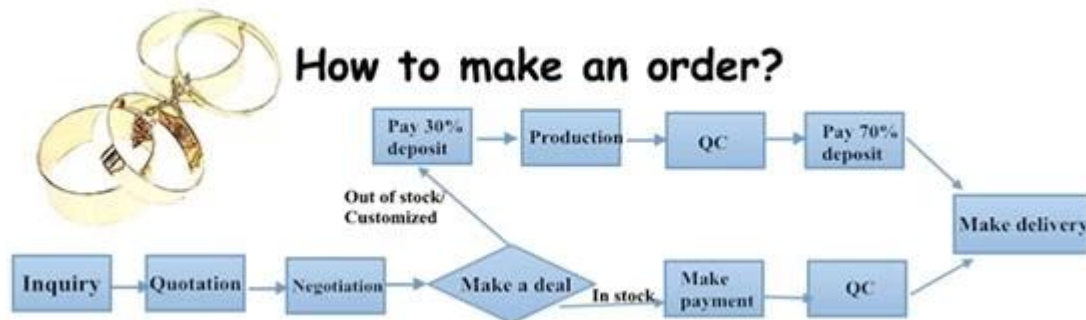 How to make an order?
Pay 30%
deposit
Production
QC
Pay 70%
deposit
Out of stock/
Customized
Make delivery
Inquiry
Quotation
Negotiation
Make a deal
In stock
Make
payment
QC